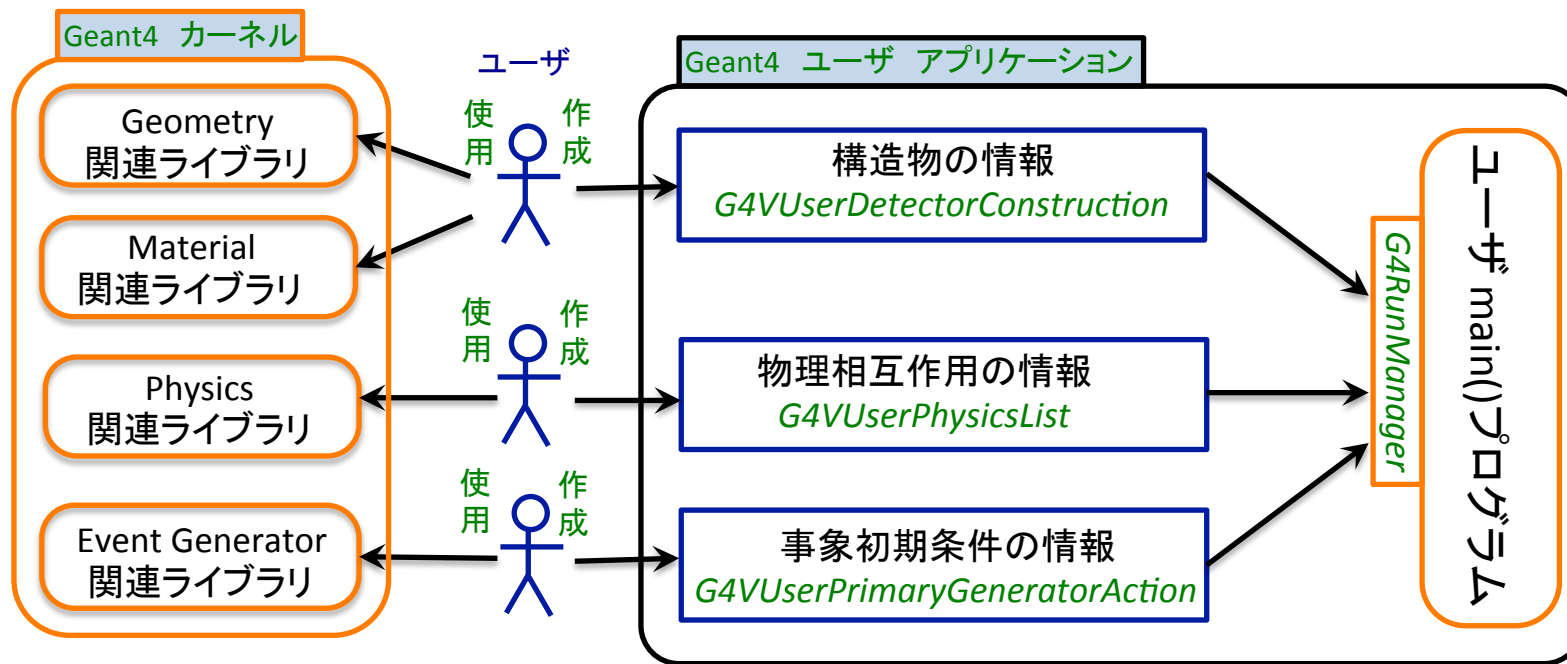 Geant4 カーネル
Geometry
関連ライブラリ
Material
関連ライブラリ
Physics
関連ライブラリ
Event Generator
関連ライブラリ
ユーザ
使用
作成
使用
作成
使用
作成
Geant4 ユーザ アプリケーション
構造物の情報
G4VUserDetectorConstruction
物理相互作用の情報
G4VUserPhysicsList
事象初期条件の情報
G4VUserPrimaryGeneratorAction
G4RunManager
ユーザ main()プログラム